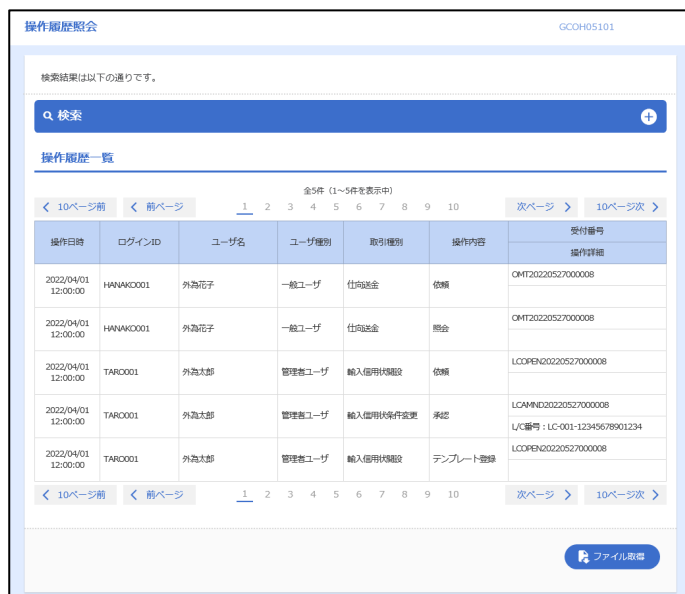 操作履歴照会
GCOH05101
検索結果は以下の通りです。
検索
操作履歴一覧
全5件（1～5件を表示中）
10ページ前 前ページ 1 2 3 4 5 6 7 8 9 10 次ページ 10ページ次
操作日時 ログインID ユーザ名 ユーザ種別 取引種別 操作内容 受付番号
操作詳細
2022/04/01 12:00:00 HANAKO001 外為花子 一般ユーザ 仕向送金 依頼 OMT20220527000008
2022/04/01 12:00:00 HANAKO001 外為花子 一般ユーザ 仕向送金 照会 OMT20220527000008
2022/04/01 12:00:00 TARO001 外為太郎 管理者ユーザ 輸入信用状開設 依頼 LCOPEN20220527000008
2022/04/01 12:00:00 TARO001 外為太郎 管理者ユーザ 輸入信用状条件変更 承認 LCAMND20220527000008
L/C番号：LC-001-12345678901234
2022/04/01 12:00:00 TARO001 外為太郎 管理者ユーザ 輸入信用状開設 テンプレート登録 LCOPEN20220527000008
10ページ前 前ページ 1 2 3 4 5 6 7 8 9 10 次ページ 10ページ次
ファイル取得